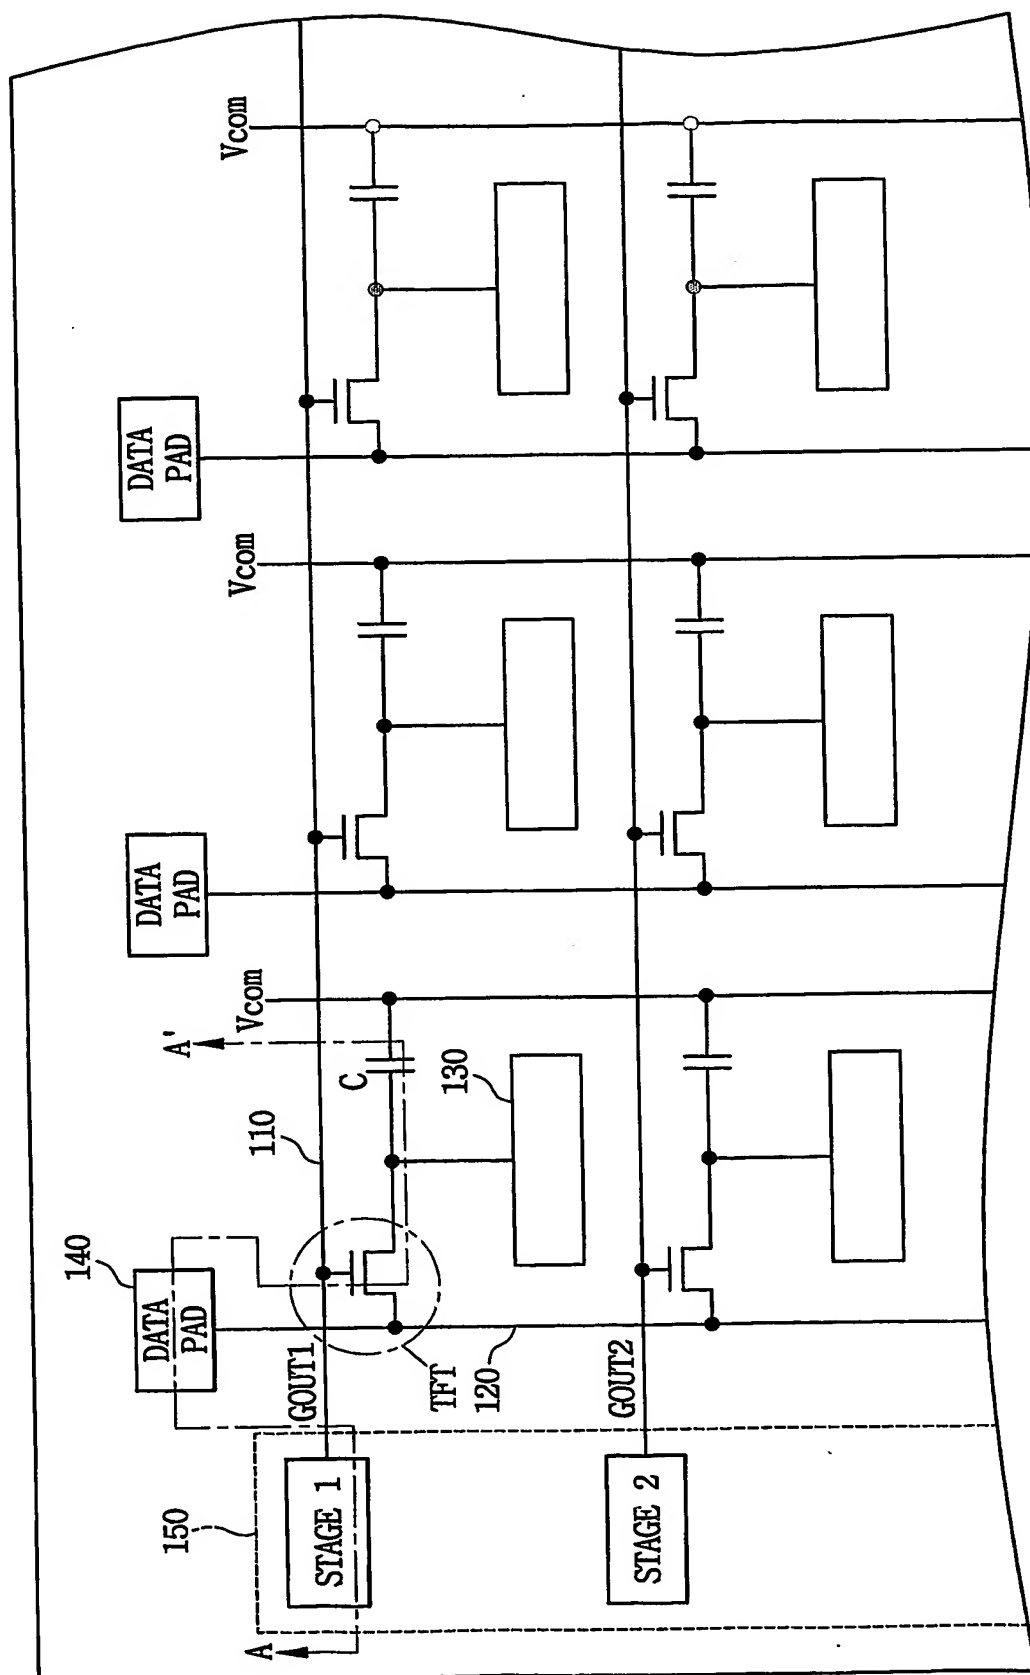 A
150
STAGE 1
STAGE 2
GOUT1
GOUT2
140
DATA
PAD
TFT
120
110
A'
C
130
Vcom
DATA
PAD
Vcom
DATA
PAD
Vcom